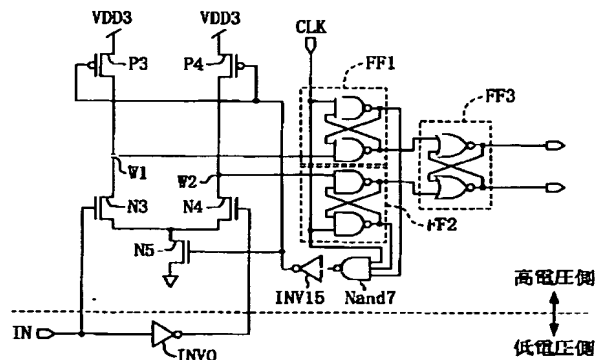 VDD3
VDD3
CLK
P3
P4
FF1
FF3
W1
W2
N3
N4
FF2
N5
INV15
Nand7
高電圧側
IN
INV0
低電圧側